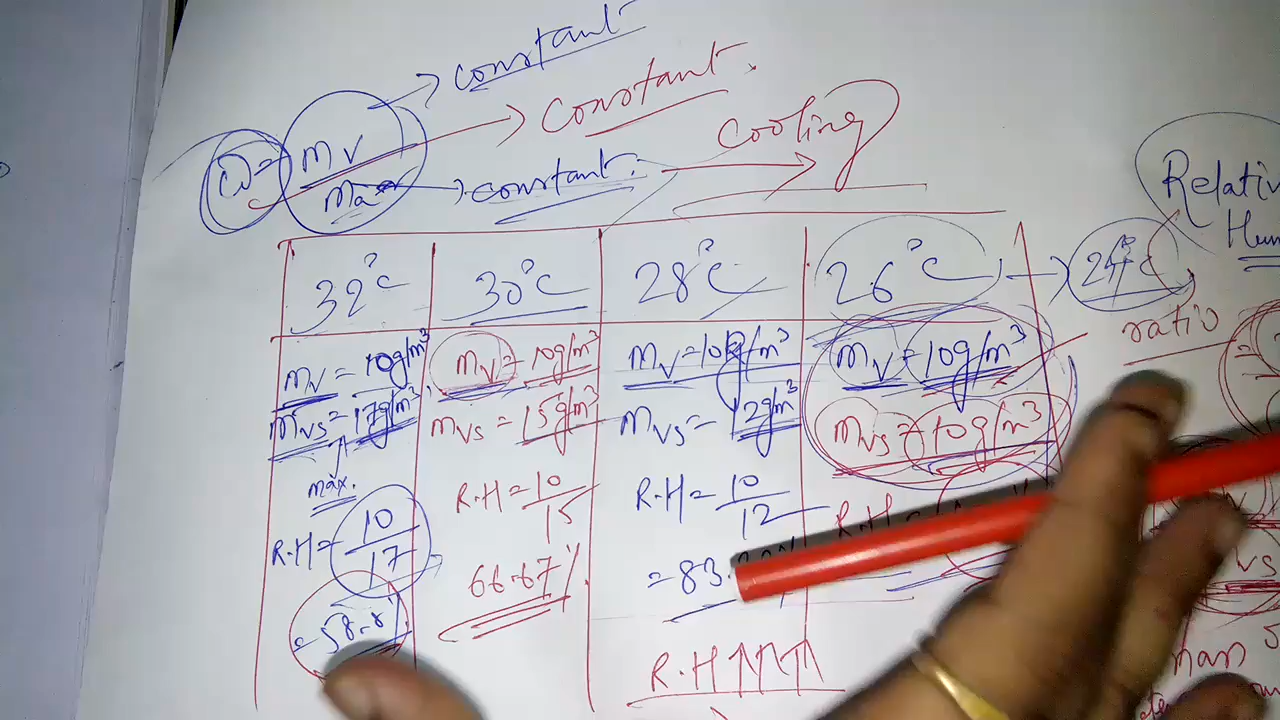 ω = mv / ma
→ constant
→ constant.
→ constant.
cooling →
32°C
mv = 10g/m³
mvs = 17g/m³
max.
R.H = 10/17
= 58.8%
30°C
mv = 10g/m³
mvs = 15g/m³
R.H = 10/15
66.67%
28°C
mv = 10g/m³
mvs = 12g/m³
R.H = 10/12
= 83.
R.H ↑↑↑↑
26°C → 24°C
mv = 10g/m³
mvs = 10g/m³
R.H =
ratio